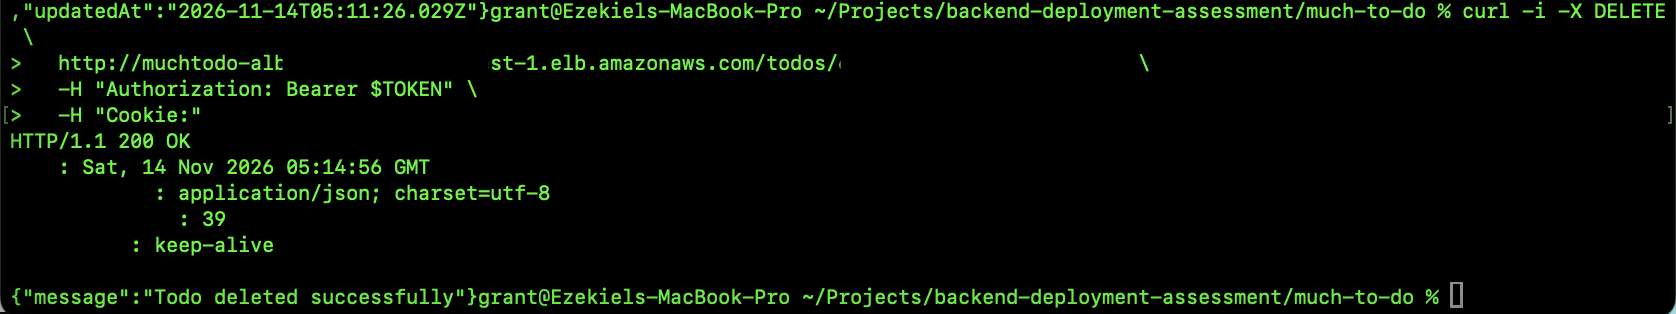 ,"updatedAt":"2026-11-14T05:11:26.029Z"}grant@Ezekiels-MacBook-Pro ~/Projects/backend-deployment-assessment/much-to-do % curl -i -X DELETE
\
>   http://muchtodo-alb st-1.elb.amazonaws.com/todos/ \
>   -H "Authorization: Bearer $TOKEN" \
[>   -H "Cookie:" ]
HTTP/1.1 200 OK
: Sat, 14 Nov 2026 05:14:56 GMT
: application/json; charset=utf-8
: 39
: keep-alive
{"message":"Todo deleted successfully"}grant@Ezekiels-MacBook-Pro ~/Projects/backend-deployment-assessment/much-to-do %